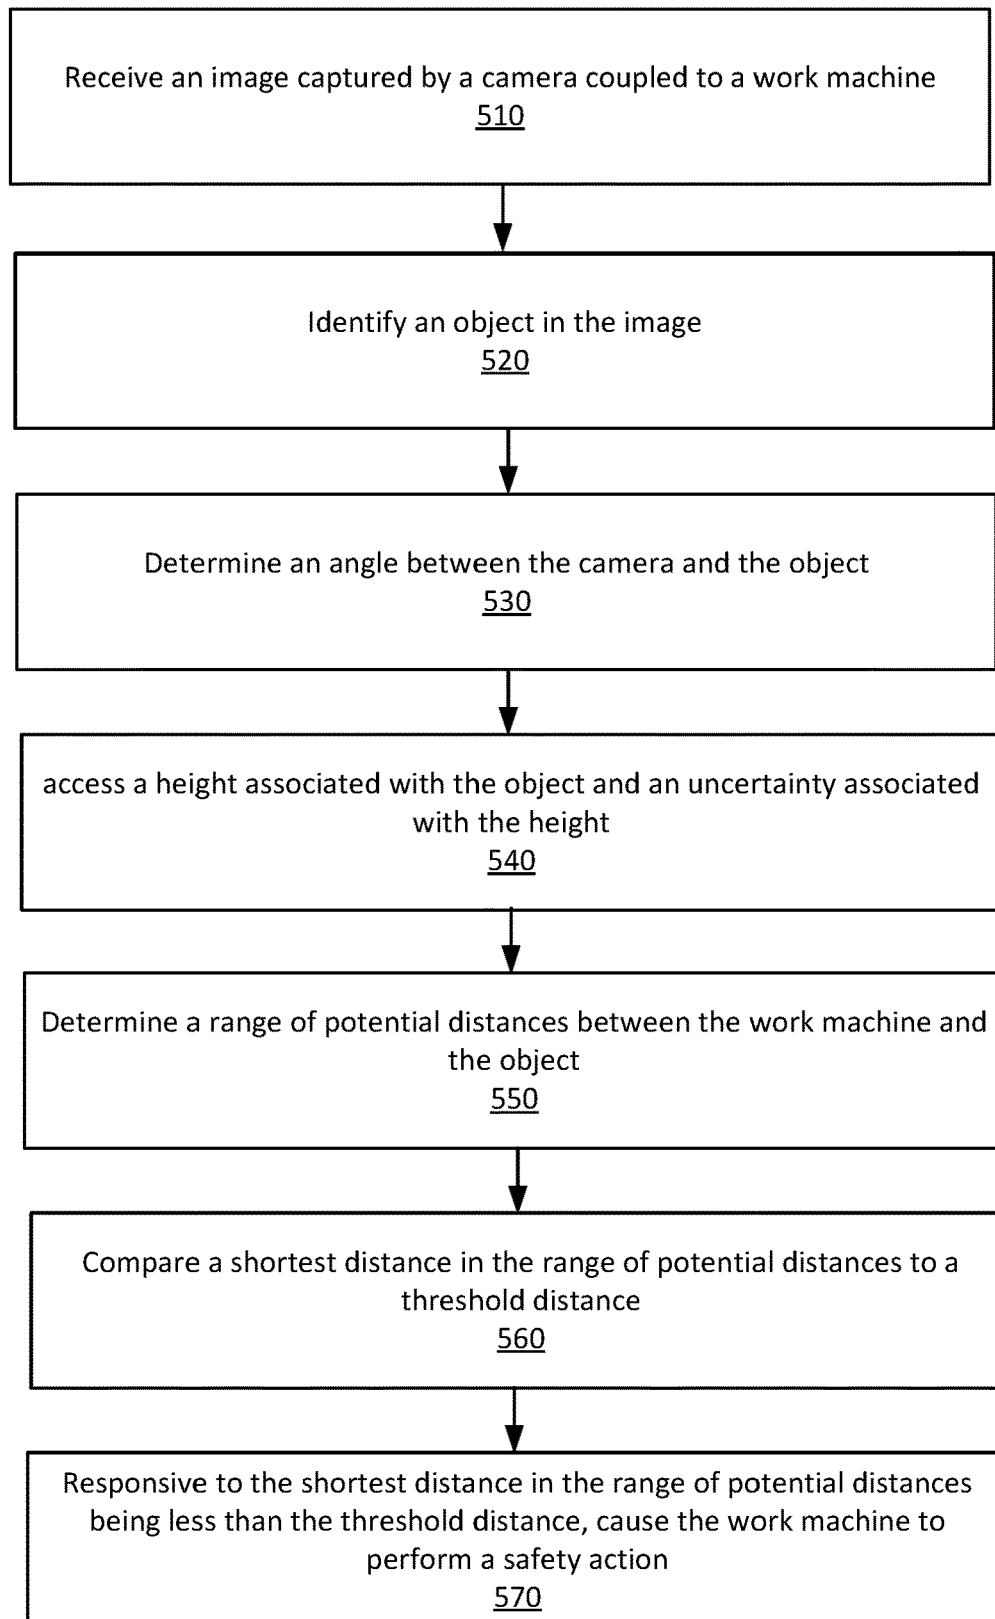 Receive an image captured by a camera coupled to a work machine
510
Identify an object in the image
520
Determine an angle between the camera and the object
530
access a height associated with the object and an uncertainty associated
with the height
540
Determine a range of potential distances between the work machine and
the object
550
Compare a shortest distance in the range of potential distances to a
threshold distance
560
Responsive to the shortest distance in the range of potential distances
being less than the threshold distance, cause the work machine to
perform a safety action
570